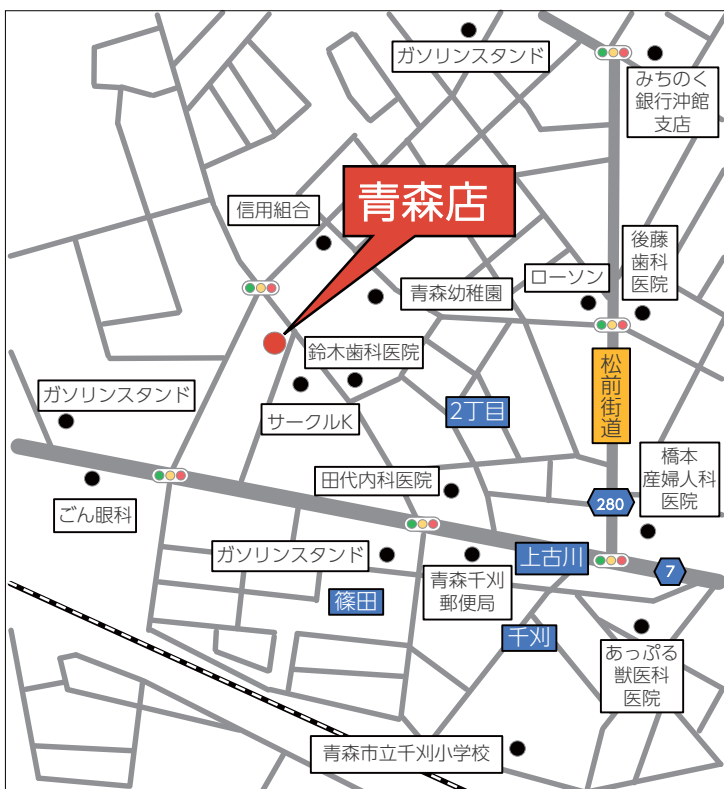 ガソリンスタンド
みちのく
銀行沖館
支店
青森店
信用組合
後藤
歯科
医院
ローソン
青森幼稚園
鈴木歯科医院
松前街道
ガソリンスタンド
サークルK
2丁目
橋本
産婦人科
医院
田代内科医院
280
ごん眼科
ガソリンスタンド
上古川
7
青森千刈
郵便局
篠田
千刈
あっぷる
獣医科
医院
青森市立千刈小学校